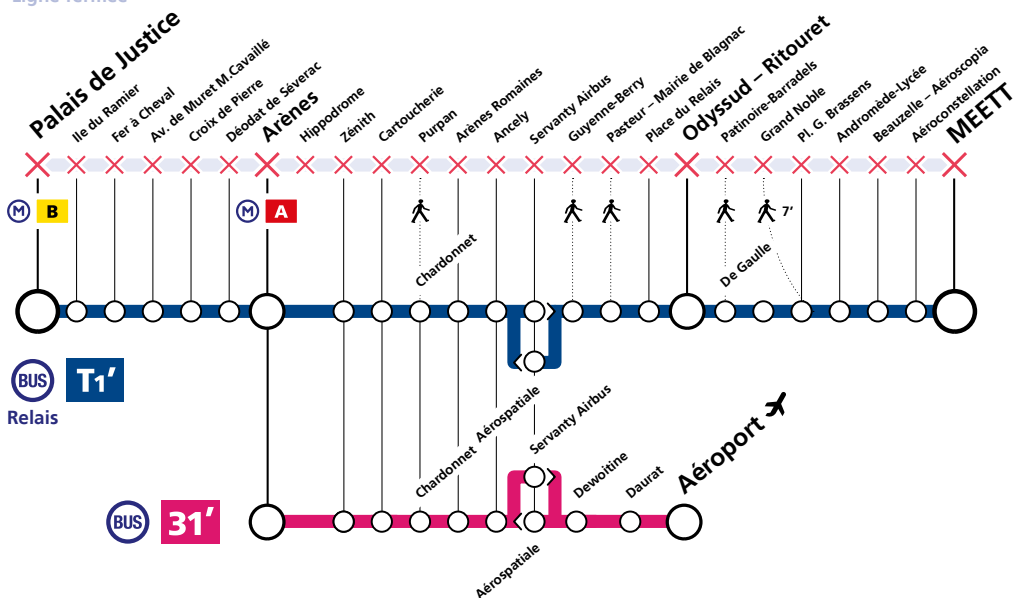 Ligne fermée
Palais de Justice
Ile du Ramier
Fer à Cheval
Av. de Muret M.Cavaillé
Croix de Pierre
Déodat de Séverac
Arènes
Hippodrome
Zénith
Cartoucherie
Purpan
Arènes Romaines
Ancely
Servanty Airbus
Guyenne-Berry
Pasteur – Mairie de Blagnac
Place du Relais
Odyssud – Ritouret
Patinoire-Barradels
Grand Noble
Pl. G. Brassens
Andromède-Lycée
Beauzelle – Aéroscopia
Aéroconstellation
MEETT
M B
M A
7’
Chardonnet
De Gaulle
BUS T1’
Relais
Aérospatiale
Servanty Airbus
Chardonnet
Dewoitine
Daurat
Aéroport
BUS 31’
Aérospatiale